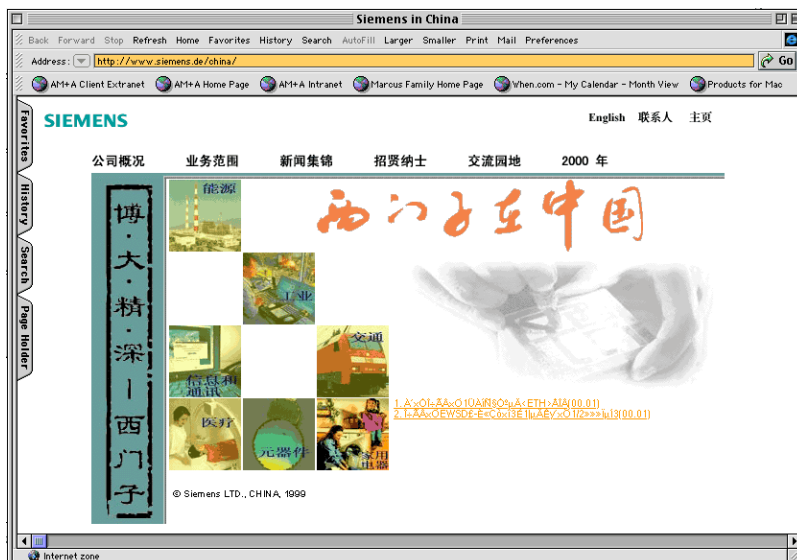 Siemens in China
Back Forward Stop Refresh Home Favorites History Search AutoFill Larger Smaller Print Mail Preferences
Address: http://www.siemens.de/china/ Go
AM+A Client Extranet AM+A Home Page AM+A Intranet Marcus Family Home Page When.com - My Calendar - Month View Products for Mac
Favorites
History
Search
Page Holder
SIEMENS
English 联系人 主页
公司概况 业务范围 新闻集锦 招贤纳士 交流园地 2000 年
博·大·精·深—西门子
能源
西门子在中国
工业
信息和
通讯
交通
医疗
元器件
家用
电器
© Siemens LTD., CHINA, 1999
Internet zone